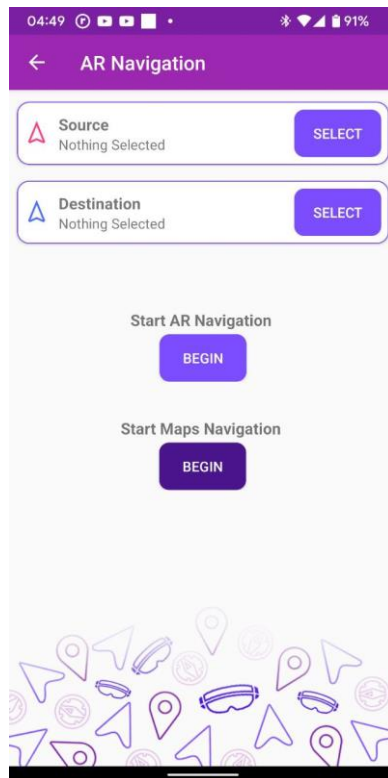 04:49 91%
AR Navigation
Source
Nothing Selected
SELECT
Destination
Nothing Selected
SELECT
Start AR Navigation
BEGIN
Start Maps Navigation
BEGIN